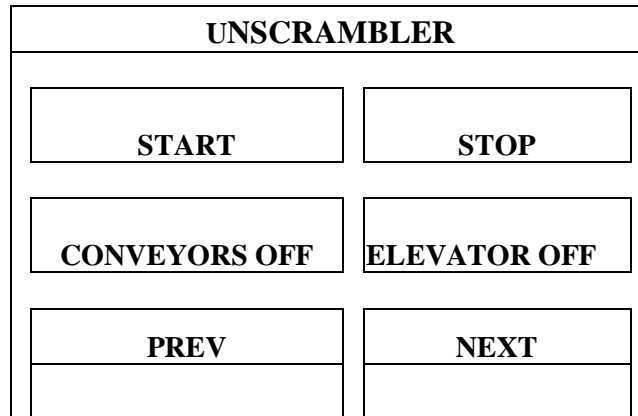 UNSCRAMBLER
START STOP
CONVEYORS OFF ELEVATOR OFF
PREV NEXT